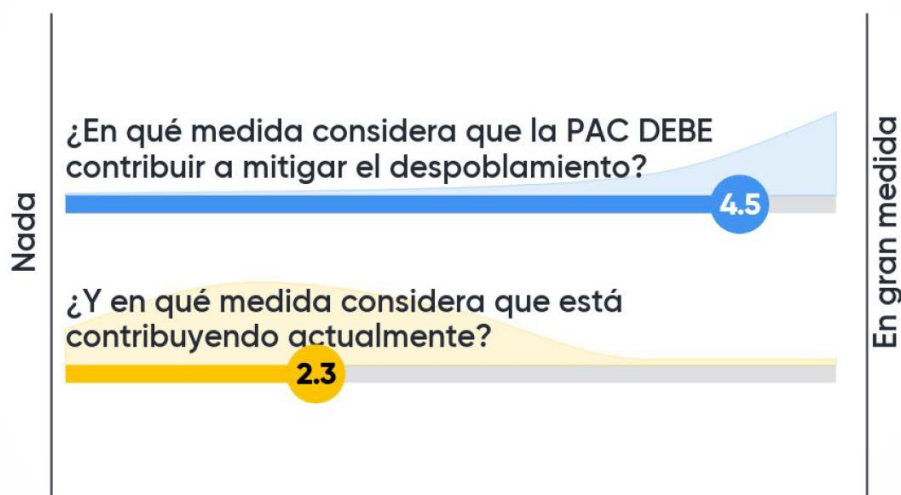 Nada
¿En qué medida considera que la PAC DEBE
contribuir a mitigar el despoblamiento?
4.5
¿Y en qué medida considera que está
contribuyendo actualmente?
2.3
En gran medida